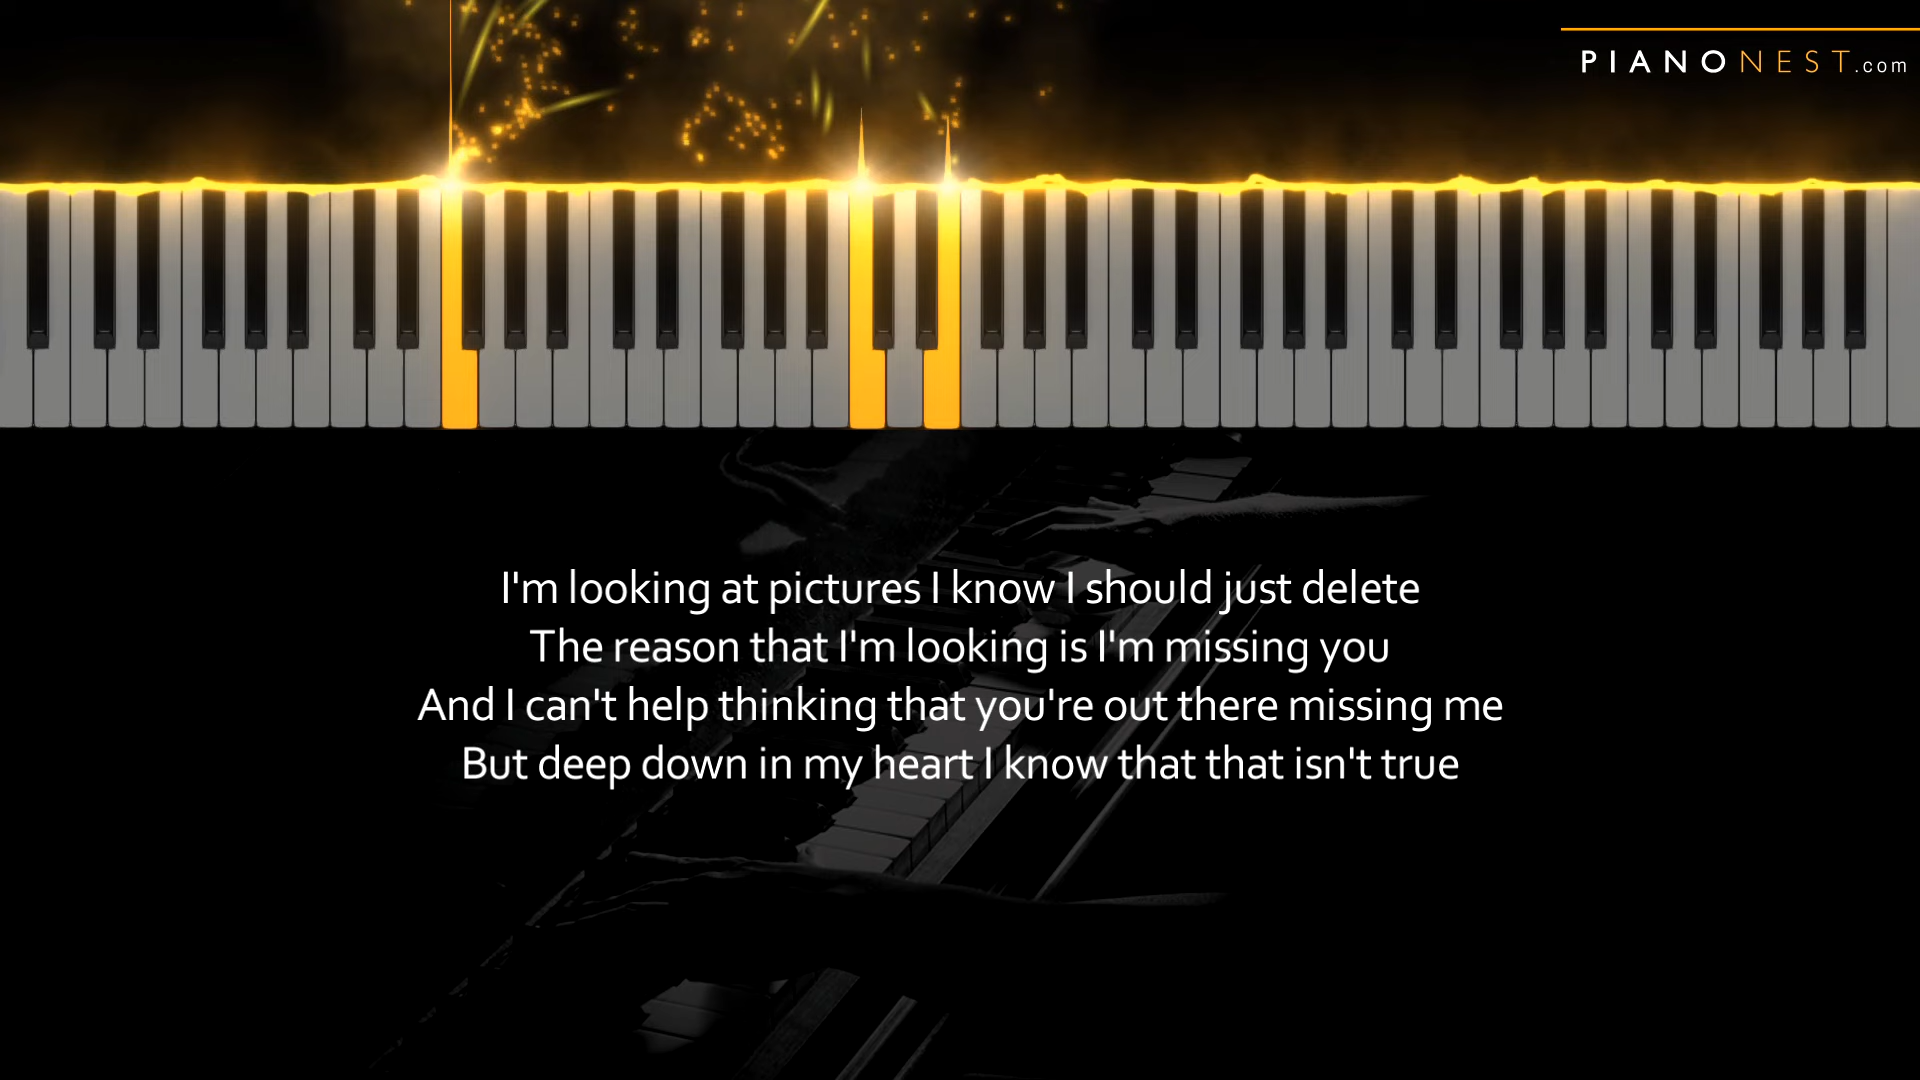 PIANONEST.com
I'm looking at pictures I know I should just delete
The reason that I'm looking is I'm missing you
And I can't help thinking that you're out there missing me
But deep down in my heart I know that that isn't true